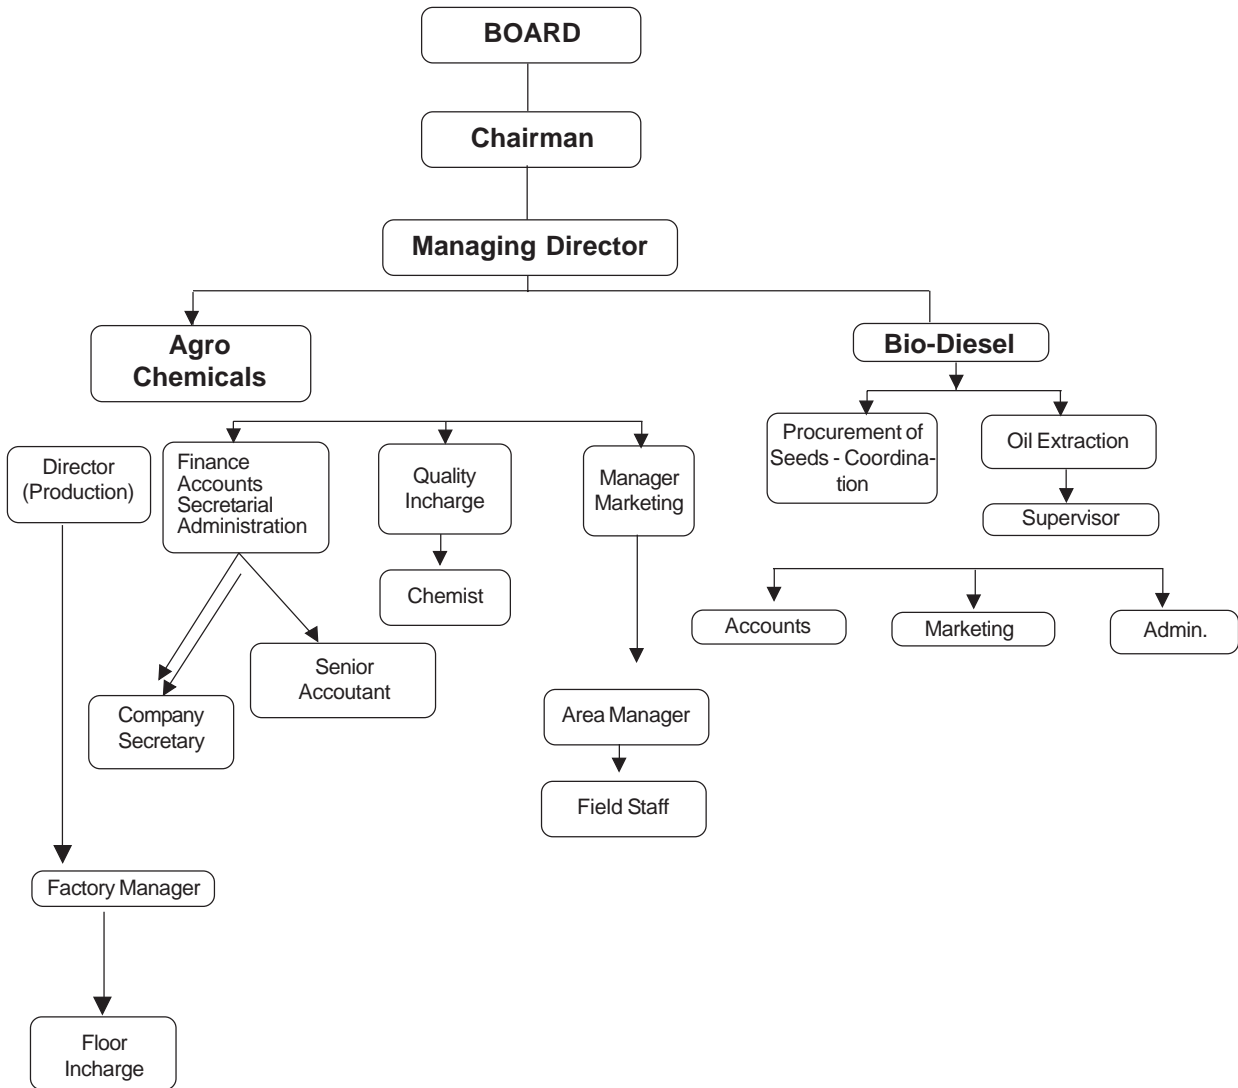 BOARD
Chairman
Managing Director
Agro
Chemicals
Bio-Diesel
Director
(Production)
Finance
Accounts
Secretarial
Administration
Quality
Incharge
Manager
Marketing
Procurement of
Seeds - Coordina-
tion
Oil Extraction
Supervisor
Chemist
Accounts
Marketing
Admin.
Senior
Accoutant
Company
Secretary
Area Manager
Field Staff
Factory Manager
Floor
Incharge